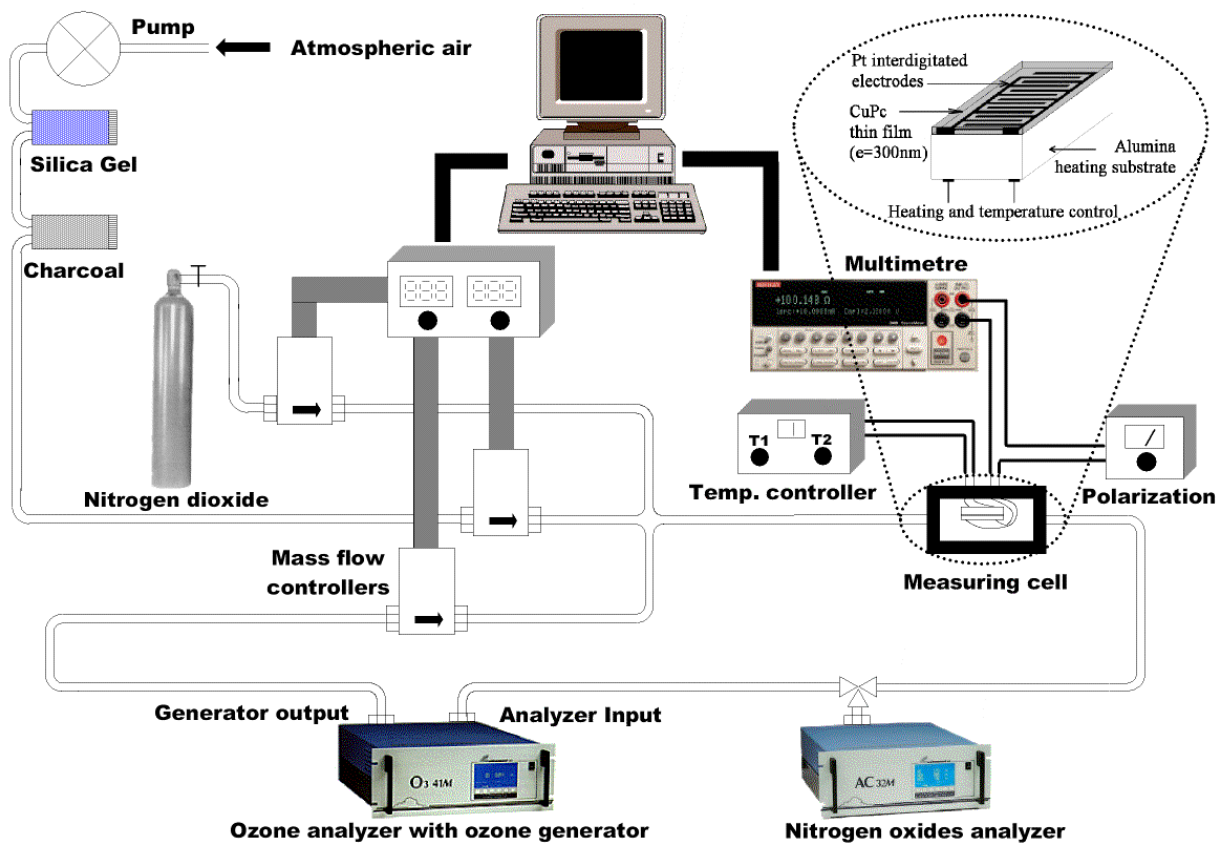 Pump
Atmospheric air
Silica Gel
Charcoal
Nitrogen dioxide
Pt interdigitated
electrodes
CuPc
thin film
(e=300nm)
Alumina
heating substrate
Heating and temperature control
Multimetre
+100.148 Ω
T1
T2
Temp. controller
Polarization
Measuring cell
Mass flow
controllers
Generator output
Analyzer Input
O3 41M
AC 32M
Ozone analyzer with ozone generator
Nitrogen oxides analyzer